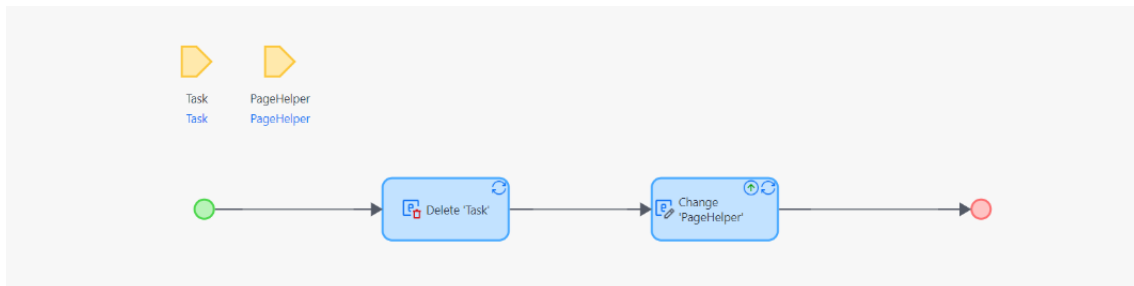 Task
PageHelper
Task
PageHelper
Delete 'Task'
Change
'PageHelper'